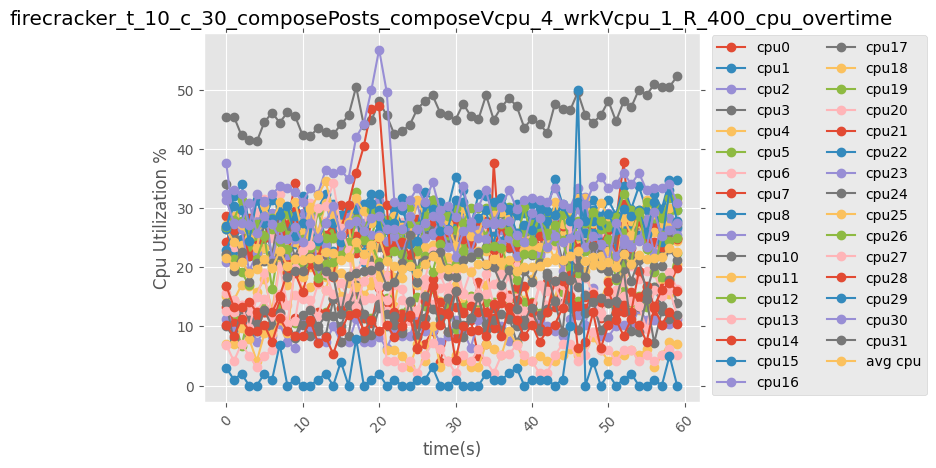 firecracker_t_10_c_30_composePosts_composeVcpu_4_wrkVcpu_1_R_400_cpu_overtime
Cpu Utilization %
50
40
30
20
10
0
0
10
20
30
40
50
60
time(s)
cpu0
cpu1
cpu2
cpu3
cpu4
cpu5
cpu6
cpu7
cpu8
cpu9
cpu10
cpu11
cpu12
cpu13
cpu14
cpu15
cpu16
cpu17
cpu18
cpu19
cpu20
cpu21
cpu22
cpu23
cpu24
cpu25
cpu26
cpu27
cpu28
cpu29
cpu30
cpu31
avg cpu